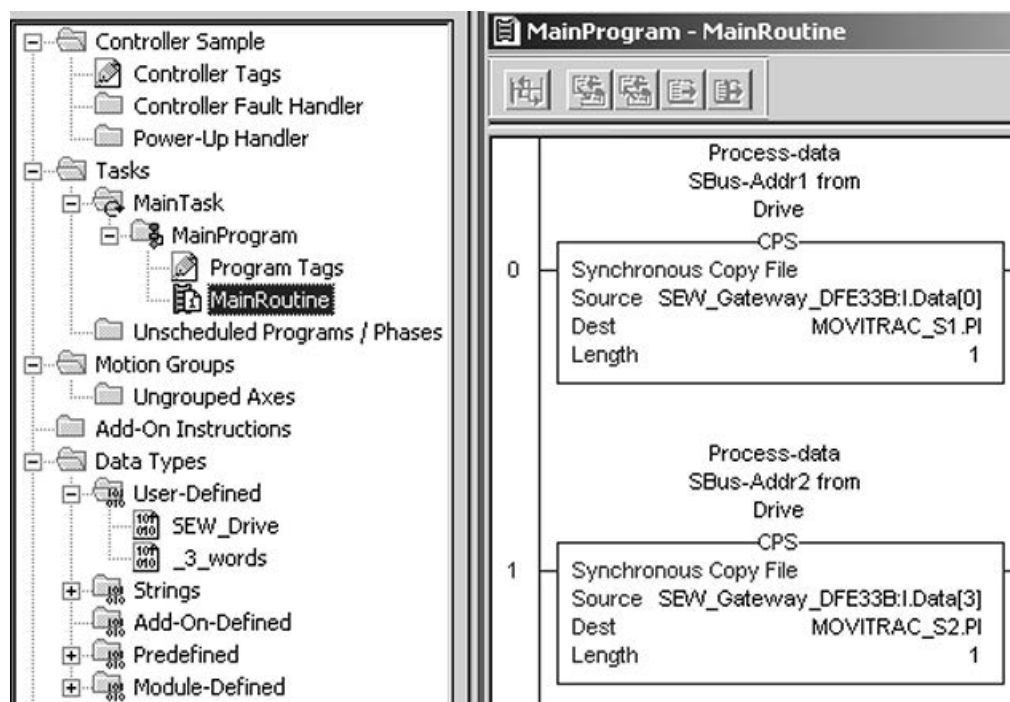 Controller Sample
Controller Tags
Controller Fault Handler
Power-Up Handler
Tasks
MainTask
MainProgram
Program Tags
MainRoutine
Unscheduled Programs / Phases
Motion Groups
Ungrouped Axes
Add-On Instructions
Data Types
User-Defined
SEW_Drive
_3_words
Strings
Add-On-Defined
Predefined
Module-Defined
MainProgram - MainRoutine
Process-data
SBus-Addr1 from
Drive
CPS
0
Synchronous Copy File
Source SEW_Gateway_DFE33B:I.Data[0]
Dest MOVITRAC_S1.PI
Length 1
Process-data
SBus-Addr2 from
Drive
CPS
1
Synchronous Copy File
Source SEW_Gateway_DFE33B:I.Data[3]
Dest MOVITRAC_S2.PI
Length 1